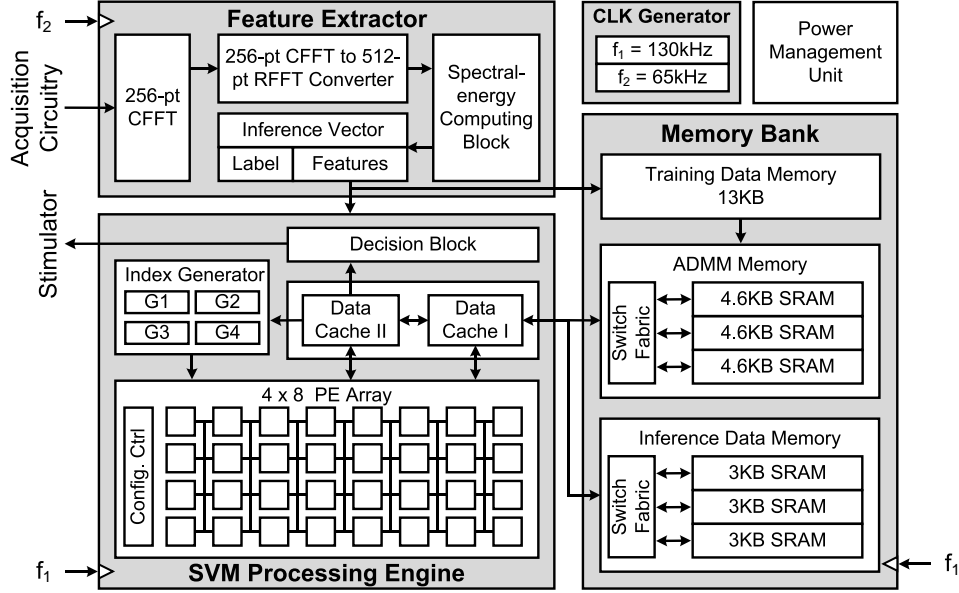 f2
Acquisition
Circuitry
Feature Extractor
256-pt
CFFT
256-pt CFFT to 512-
pt RFFT Converter
Spectral-
energy
Computing
Block
Inference Vector
Label
Features
CLK Generator
f1 = 130kHz
f2 = 65kHz
Power
Management
Unit
Stimulator
Decision Block
Index Generator
G1
G2
G3
G4
Data
Cache II
Data
Cache I
4 x 8 PE Array
Config. Ctrl
f1
SVM Processing Engine
Memory Bank
Training Data Memory
13KB
ADMM Memory
Switch
Fabric
4.6KB SRAM
4.6KB SRAM
4.6KB SRAM
Inference Data Memory
Switch
Fabric
3KB SRAM
3KB SRAM
3KB SRAM
f1